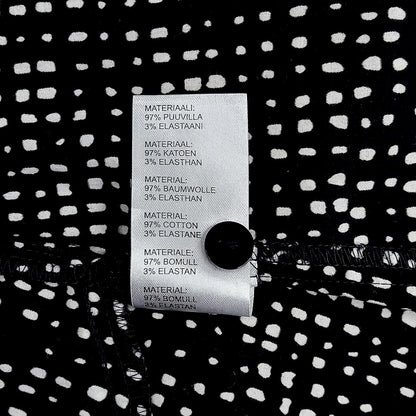 MATERIAALI:
97% PUUVILLA
3% ELASTAANI
MATERIAAL:
97% KATOEN
3% ELASTHAN
MATERIAL:
97% BAUMWOLLE
3% ELASTHAN
MATERIAL:
97% COTTON
3% ELASTANE
MATERIALE:
97% BOMULL
3% ELASTAN
MATERIAL:
97% BOMULL
3% ELASTAN